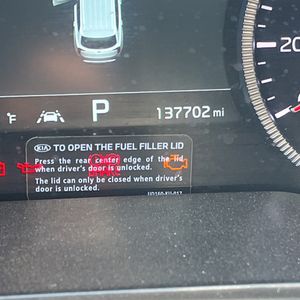 20
°F P 137702 mi
KIA TO OPEN THE FUEL FILLER LID
Press the rear center edge of the lid
when driver's door is unlocked.
The lid can only be closed when driver's
door is unlocked.